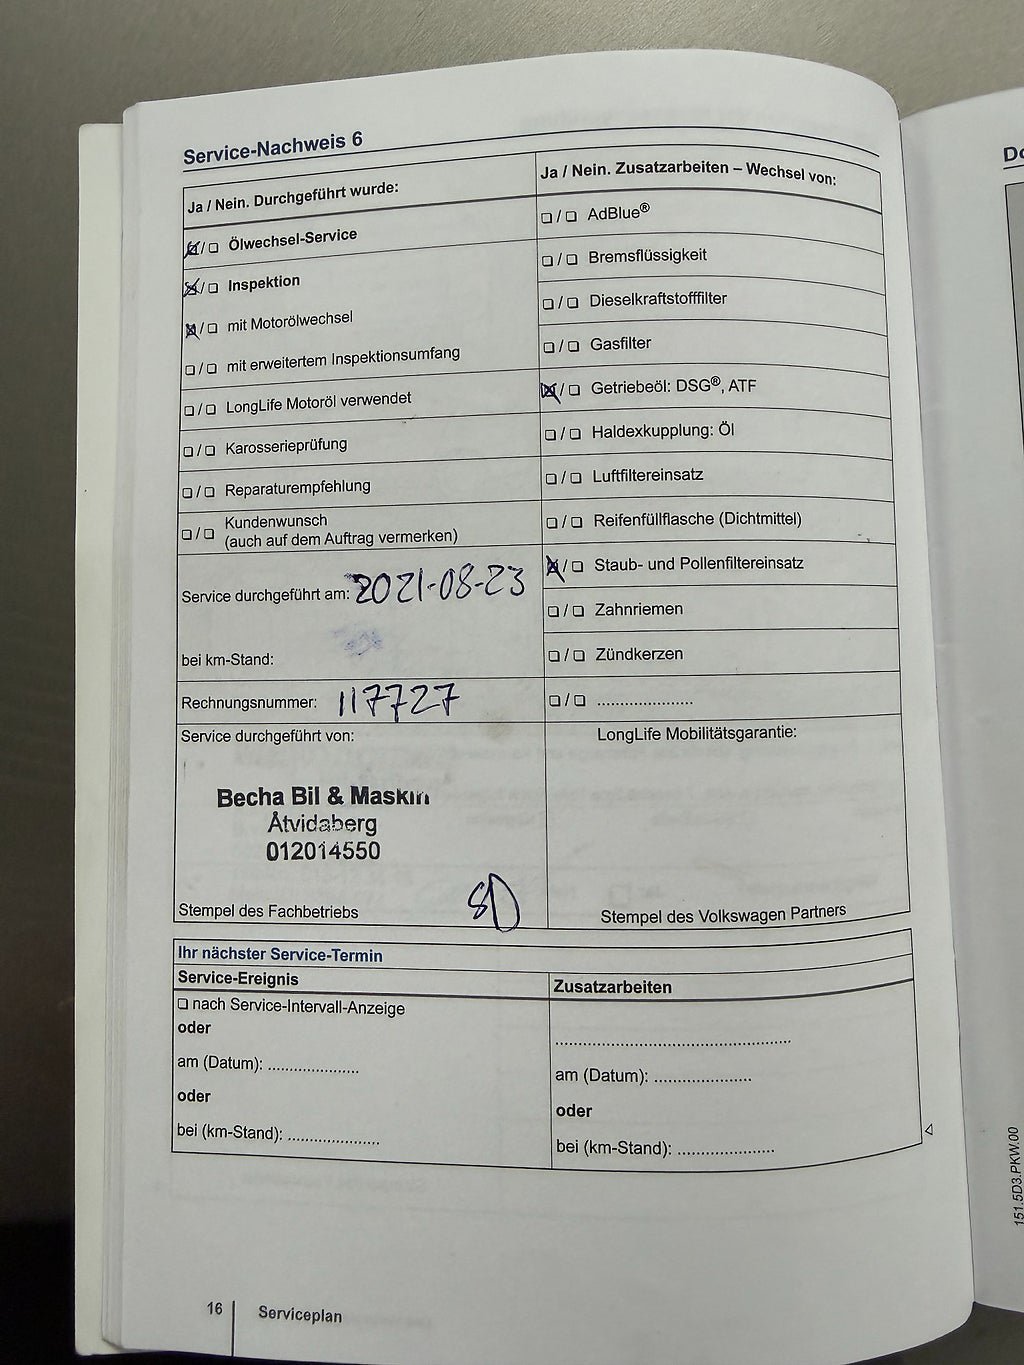 Service-Nachweis 6
Ja / Nein. Durchgeführt wurde:
☒/❏ Ölwechsel-Service
☒/❏ Inspektion
☒/❏ mit Motorölwechsel
❏/❏ mit erweitertem Inspektionsumfang
❏/❏ LongLife Motoröl verwendet
❏/❏ Karosserieprüfung
❏/❏ Reparaturempfehlung
❏/❏ Kundenwunsch
(auch auf dem Auftrag vermerken)
Service durchgeführt am: 2021-08-23
bei km-Stand:
Rechnungsnummer: 117727
Service durchgeführt von:
Becha Bil & Maskin
Åtvidaberg
012014550
SD
Stempel des Fachbetriebs
Ja / Nein. Zusatzarbeiten – Wechsel von:
❏/❏ AdBlue®
❏/❏ Bremsflüssigkeit
❏/❏ Dieselkraftstofffilter
❏/❏ Gasfilter
☒/❏ Getriebeöl: DSG®, ATF
❏/❏ Haldexkupplung: Öl
❏/❏ Luftfiltereinsatz
❏/❏ Reifenfüllflasche (Dichtmittel)
☒/❏ Staub- und Pollenfiltereinsatz
❏/❏ Zahnriemen
❏/❏ Zündkerzen
❏/❏ .....................
LongLife Mobilitätsgarantie:
Stempel des Volkswagen Partners
Ihr nächster Service-Termin
Service-Ereignis
❏ nach Service-Intervall-Anzeige
oder
am (Datum): ....................
oder
bei (km-Stand): ....................
Zusatzarbeiten
..................................................
am (Datum): .....................
oder
bei (km-Stand): .....................
16
Serviceplan
151.5D3.PKW.00